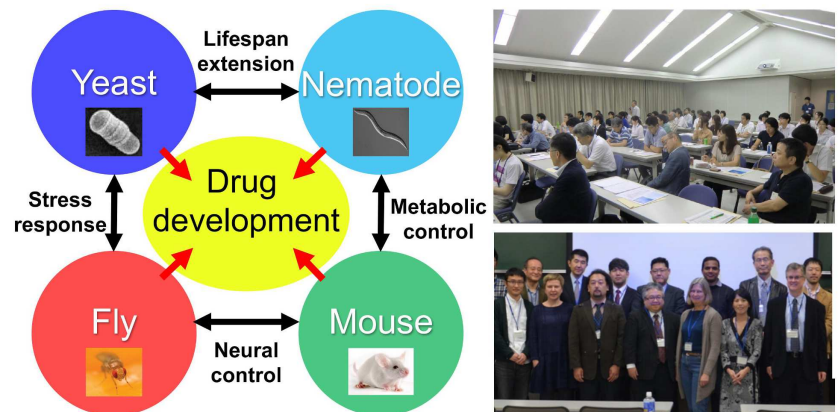 Yeast
Lifespan
extension
Nematode
Stress
response
Drug
development
Metabolic
control
Fly
Neural
control
Mouse